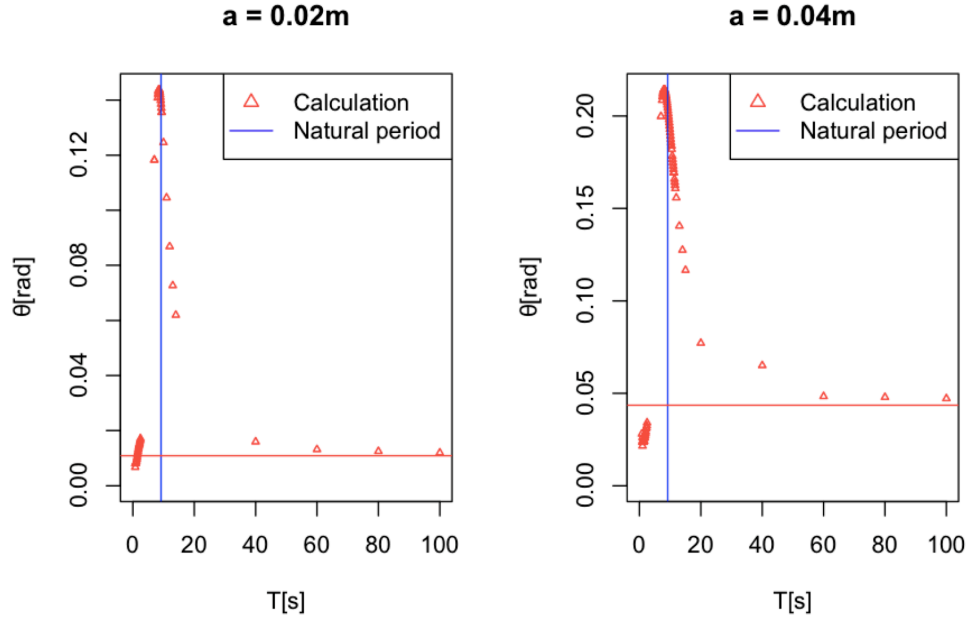 a = 0.02m
Calculation
Natural period
θ[rad]
0.12
0.08
0.04
0.00
0 20 40 60 80 100
T[s]
a = 0.04m
Calculation
Natural period
θ[rad]
0.20
0.15
0.10
0.05
0.00
0 20 40 60 80 100
T[s]